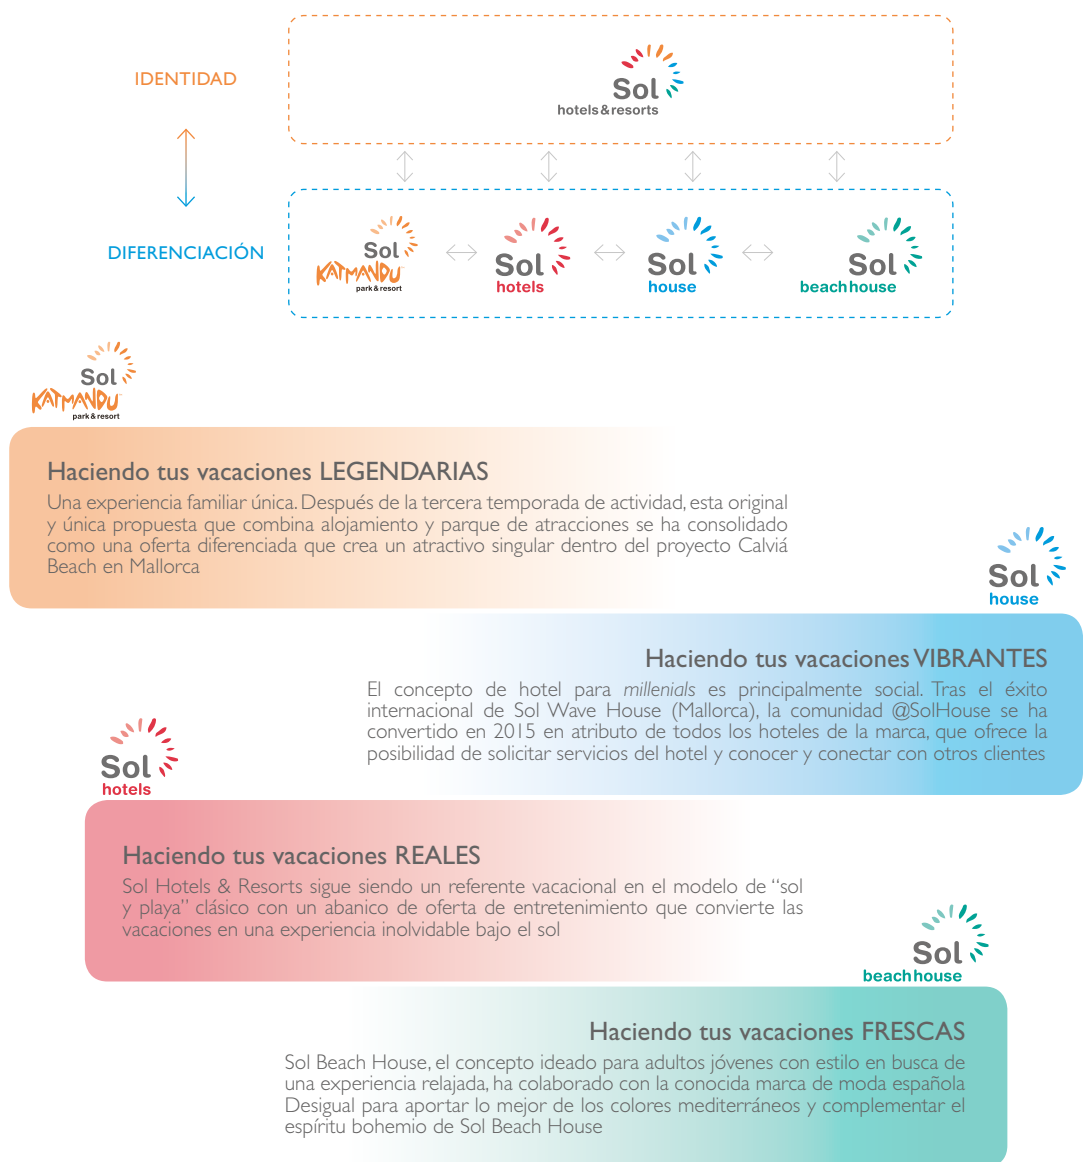 IDENTIDAD
Sol
hotels & resorts
DIFERENCIACIÓN
Sol
KATMANDU
park & resort
Sol
hotels
Sol
house
Sol
beach house
Sol
KATMANDU
park & resort
Haciendo tus vacaciones LEGENDARIAS
Una experiencia familiar única. Después de la tercera temporada de actividad, esta original
y única propuesta que combina alojamiento y parque de atracciones se ha consolidado
como una oferta diferenciada que crea un atractivo singular dentro del proyecto Calviá
Beach en Mallorca
Sol
house
Haciendo tus vacaciones VIBRANTES
El concepto de hotel para millenials es principalmente social. Tras el éxito
internacional de Sol Wave House (Mallorca), la comunidad @SolHouse se ha
convertido en 2015 en atributo de todos los hoteles de la marca, que ofrece la
posibilidad de solicitar servicios del hotel y conocer y conectar con otros clientes
Sol
hotels
Haciendo tus vacaciones REALES
Sol Hotels & Resorts sigue siendo un referente vacacional en el modelo de “sol
y playa” clásico con un abanico de oferta de entretenimiento que convierte las
vacaciones en una experiencia inolvidable bajo el sol
Sol
beach house
Haciendo tus vacaciones FRESCAS
Sol Beach House, el concepto ideado para adultos jóvenes con estilo en busca de
una experiencia relajada, ha colaborado con la conocida marca de moda española
Desigual para aportar lo mejor de los colores mediterráneos y complementar el
espíritu bohemio de Sol Beach House